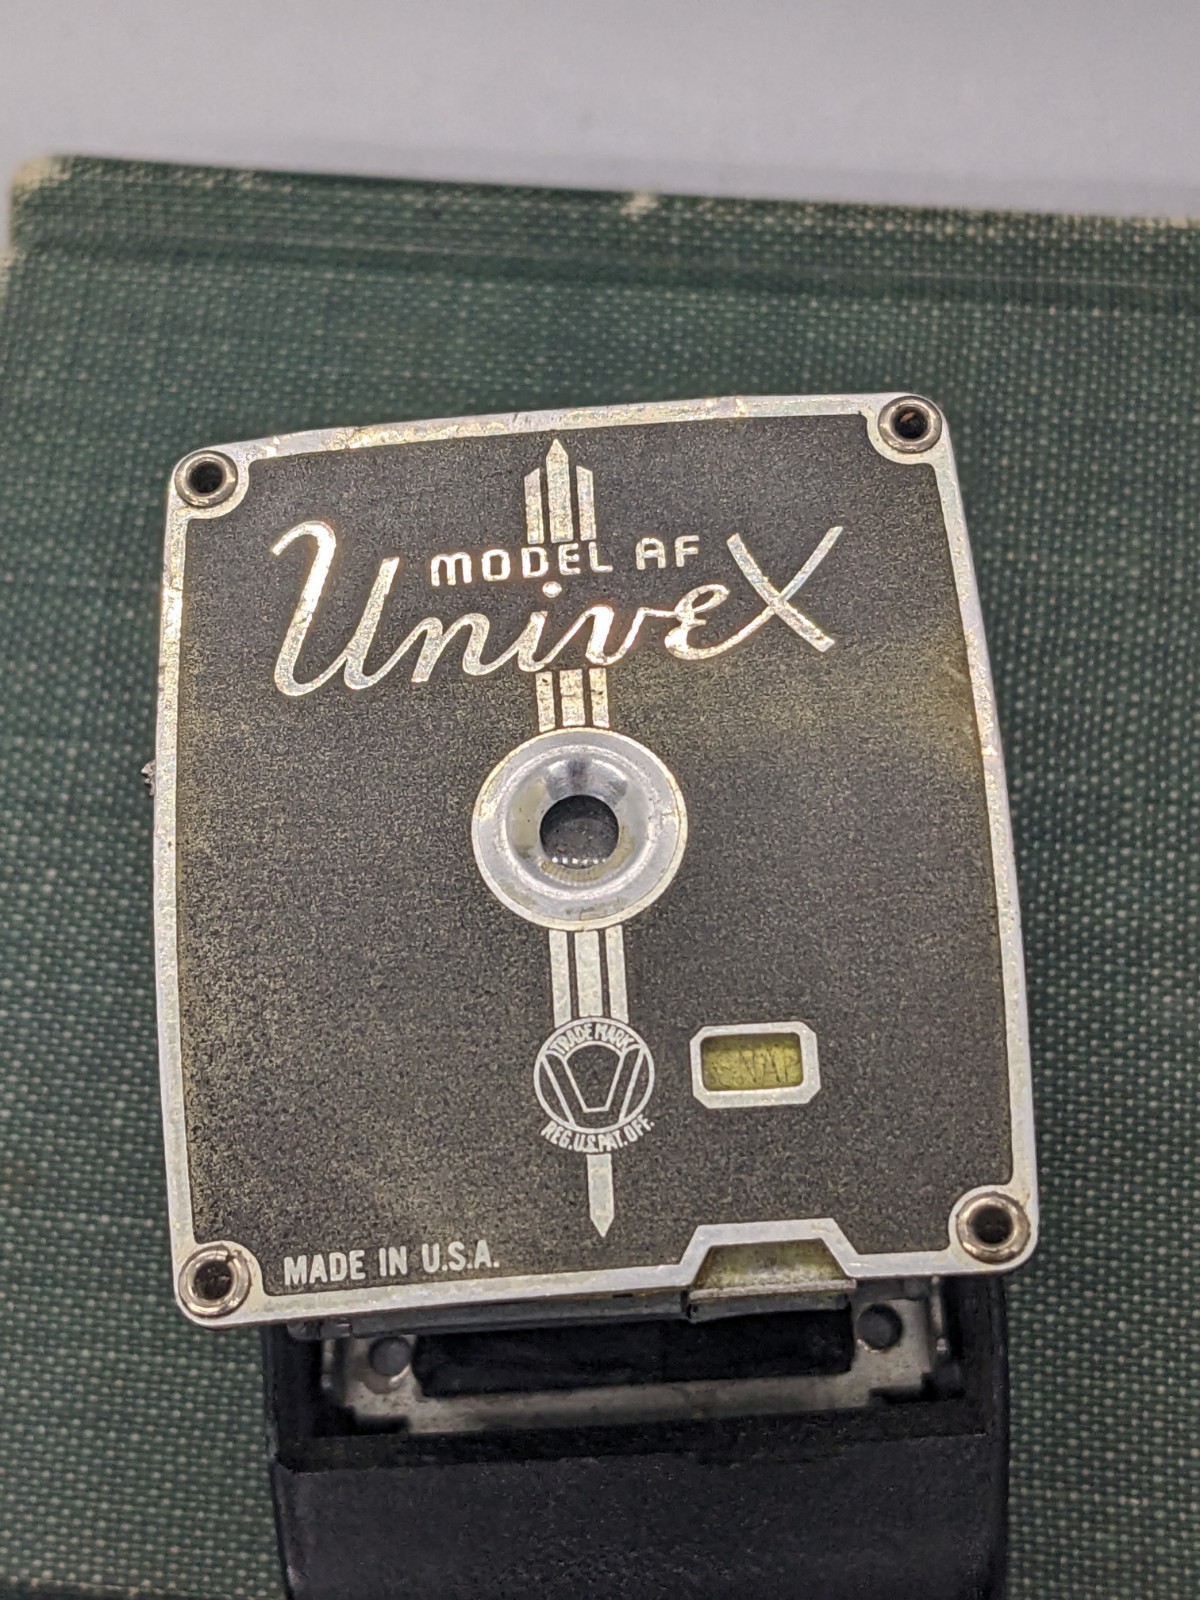 MODEL AF
UniveX
TRADE MARK
REG. U.S. PAT. OFF.
SNAP
MADE IN U.S.A.